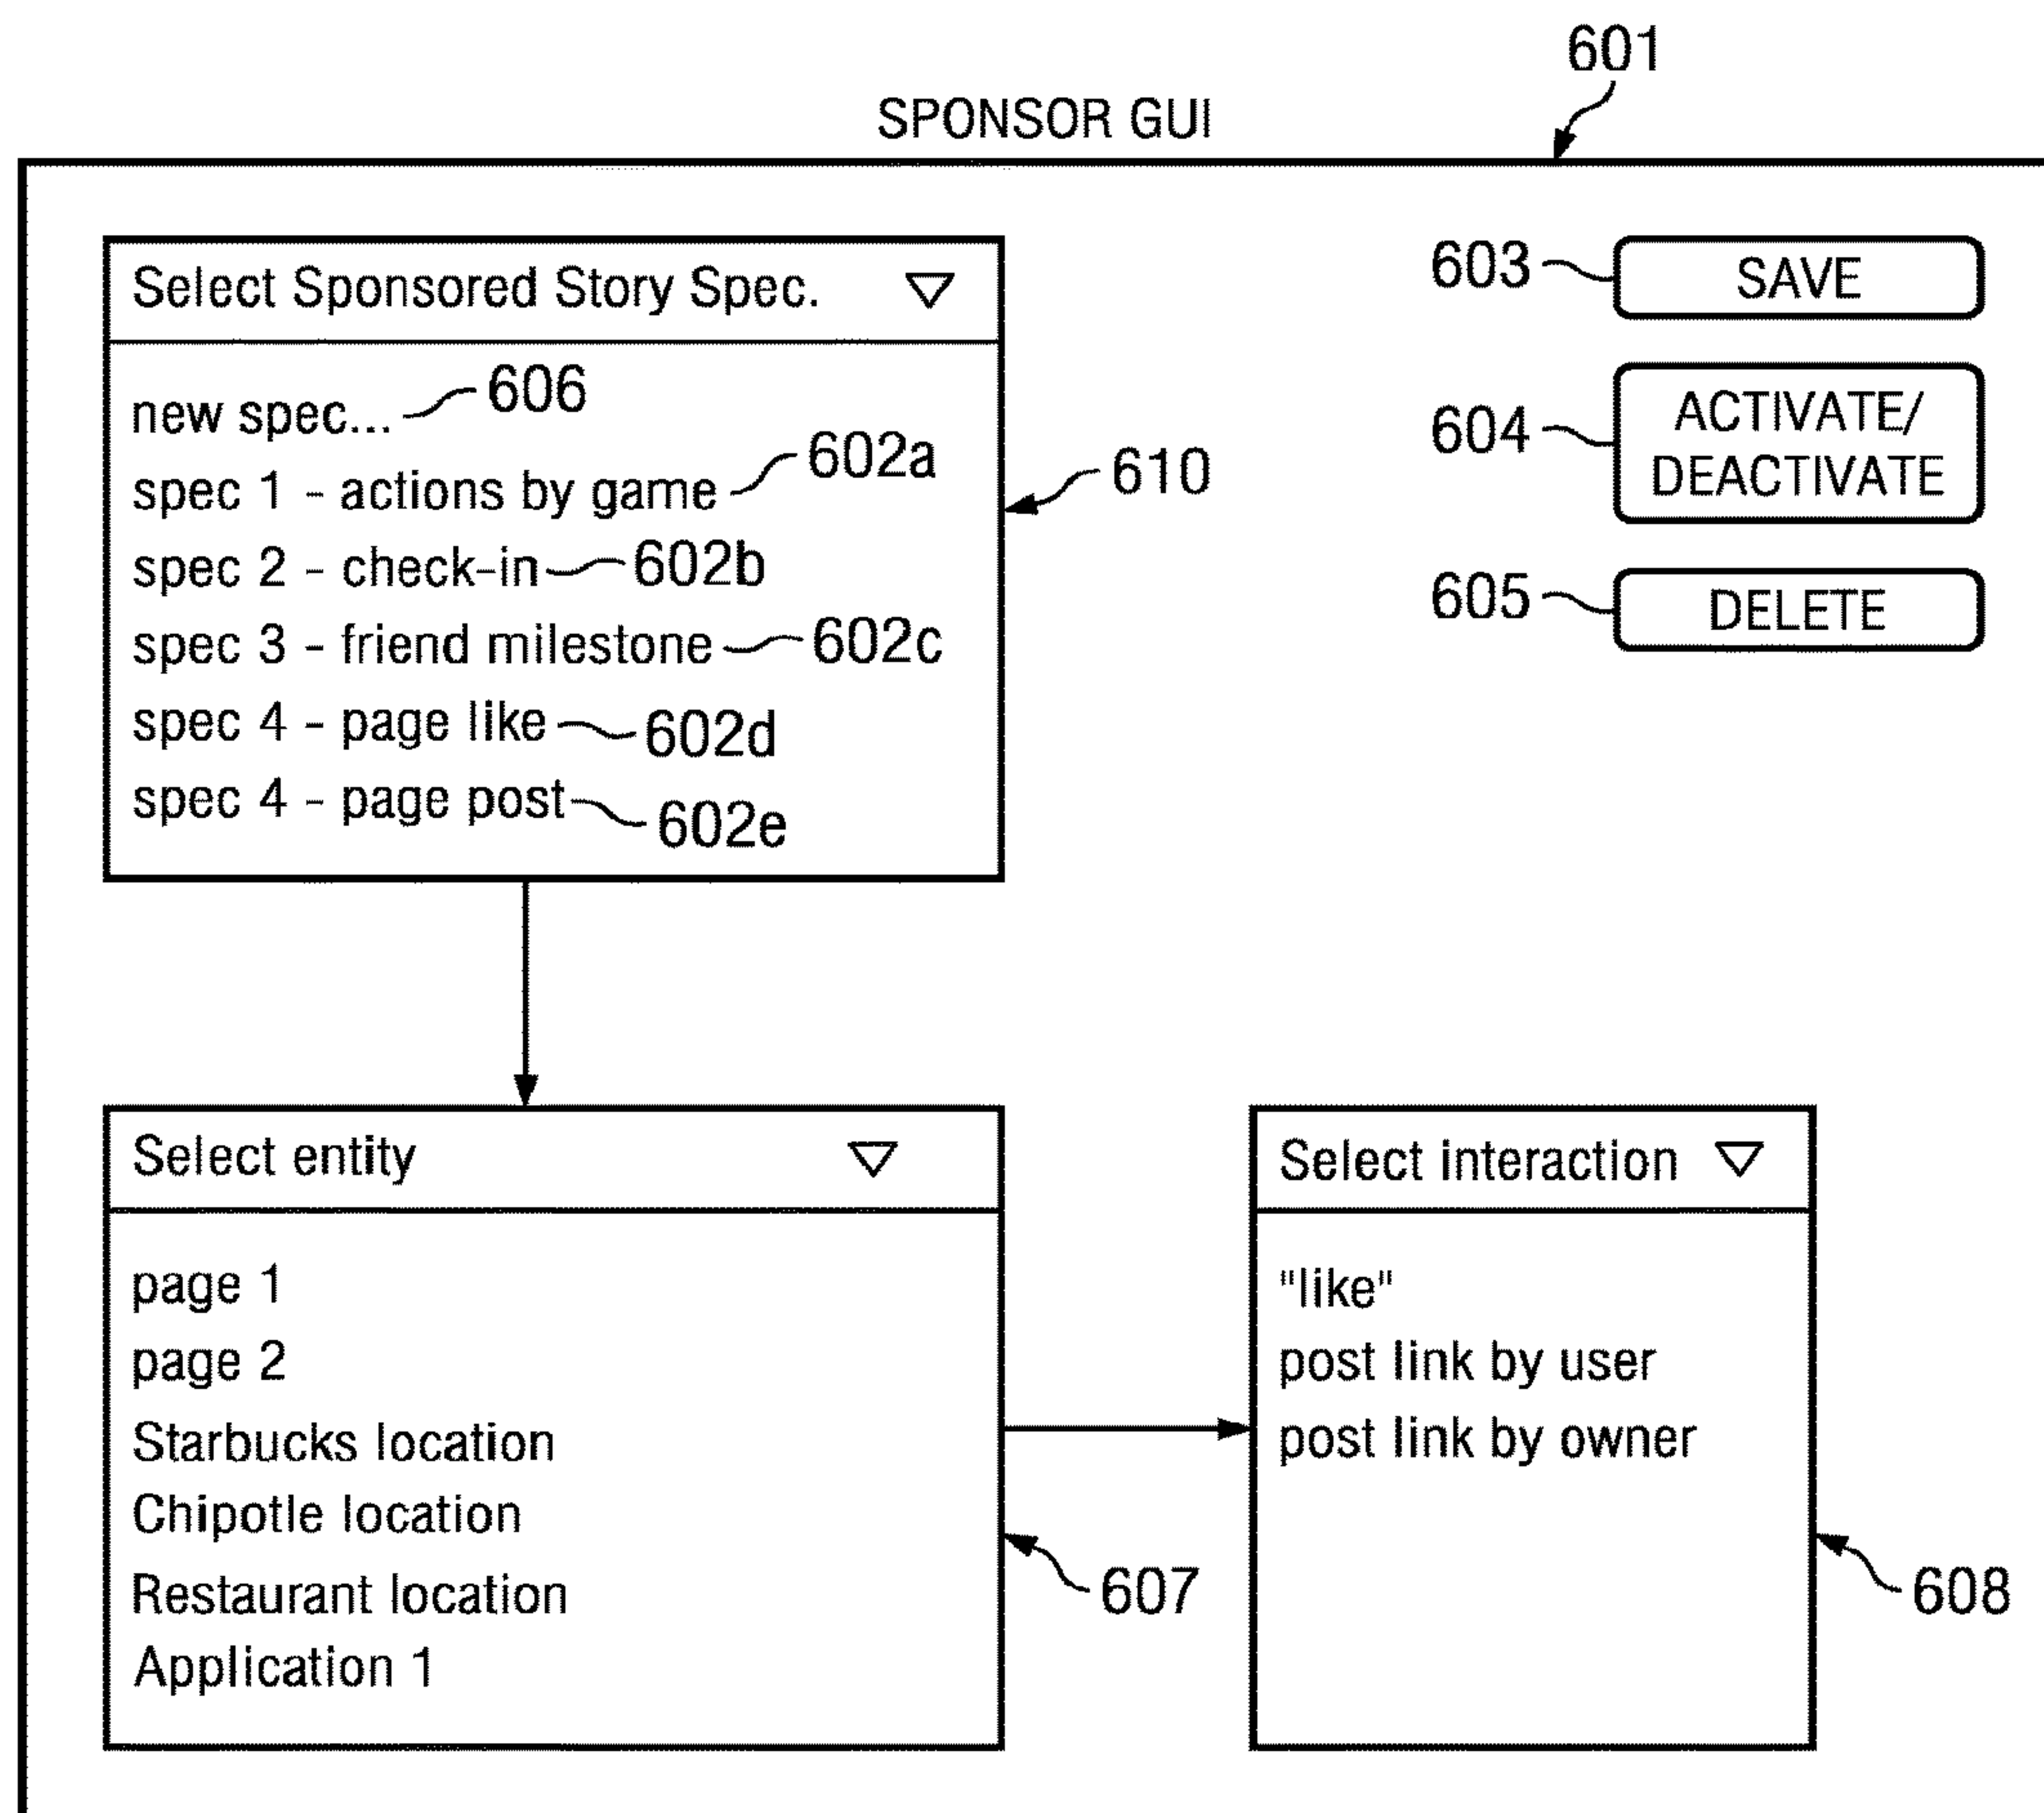 601
SPONSOR GUI
Select Sponsored Story Spec.
new spec... 606
spec 1 - actions by game 602a
spec 2 - check-in 602b
spec 3 - friend milestone 602c
spec 4 - page like 602d
spec 4 - page post 602e
610
603 SAVE
604 ACTIVATE/
DEACTIVATE
605 DELETE
Select entity
page 1
page 2
Starbucks location
Chipotle location
Restaurant location
Application 1
607
Select interaction
"like"
post link by user
post link by owner
608